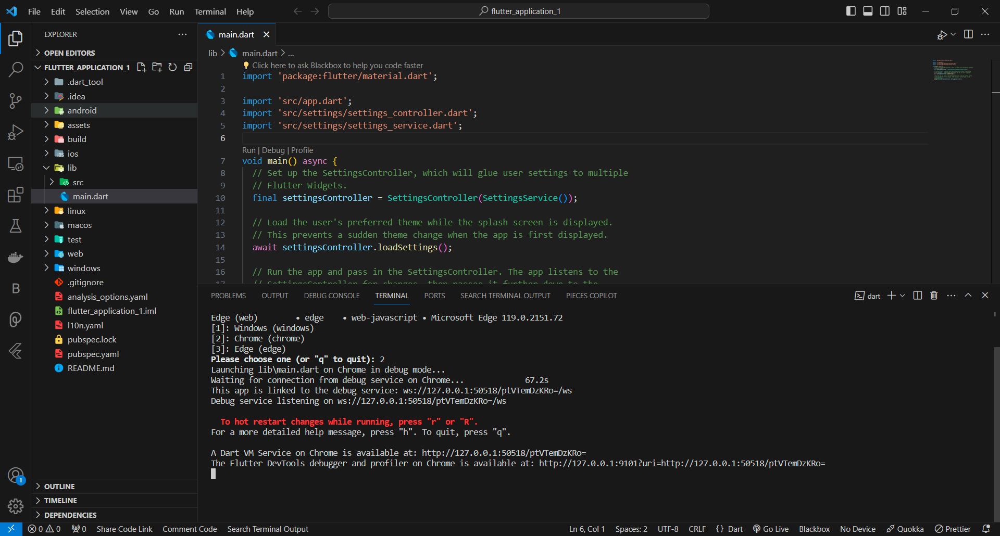 File Edit Selection View Go Run Terminal Help
flutter_application_1
EXPLORER
OPEN EDITORS
FLUTTER_APPLICATION_1
.dart_tool
.idea
android
assets
build
ios
lib
src
main.dart
linux
macos
test
web
windows
.gitignore
analysis_options.yaml
flutter_application_1.iml
l10n.yaml
pubspec.lock
pubspec.yaml
README.md
OUTLINE
TIMELINE
DEPENDENCIES
B
1
main.dart
lib > main.dart > ...
Click here to ask Blackbox to help you code faster
1 import 'package:flutter/material.dart';
2
3 import 'src/app.dart';
4 import 'src/settings/settings_controller.dart';
5 import 'src/settings/settings_service.dart';
6
Run | Debug | Profile
7 void main() async {
8 // Set up the SettingsController, which will glue user settings to multiple
9 // Flutter Widgets.
10 final settingsController = SettingsController(SettingsService());
11
12 // Load the user's preferred theme while the splash screen is displayed.
13 // This prevents a sudden theme change when the app is first displayed.
14 await settingsController.loadSettings();
15
16 // Run the app and pass in the SettingsController. The app listens to the
17 // SettingsController for changes, then passes it further down to the
PROBLEMS OUTPUT DEBUG CONSOLE TERMINAL PORTS SEARCH TERMINAL OUTPUT PIECES COPILOT
dart
Edge (web) • edge • web-javascript • Microsoft Edge 119.0.2151.72
[1]: Windows (windows)
[2]: Chrome (chrome)
[3]: Edge (edge)
Please choose one (or "q" to quit): 2
Launching lib\main.dart on Chrome in debug mode...
Waiting for connection from debug service on Chrome... 67.2s
This app is linked to the debug service: ws://127.0.0.1:50518/ptVTemDzKRo=/ws
Debug service listening on ws://127.0.0.1:50518/ptVTemDzKRo=/ws
To hot restart changes while running, press "r" or "R".
For a more detailed help message, press "h". To quit, press "q".
A Dart VM Service on Chrome is available at: http://127.0.0.1:50518/ptVTemDzKRo=
The Flutter DevTools debugger and profiler on Chrome is available at: http://127.0.0.1:9101?uri=http://127.0.0.1:50518/ptVTemDzKRo=
0 0 0 Share Code Link Comment Code Search Terminal Output Ln 6, Col 1 Spaces: 2 UTF-8 CRLF {} Dart Go Live Blackbox No Device Quokka Prettier